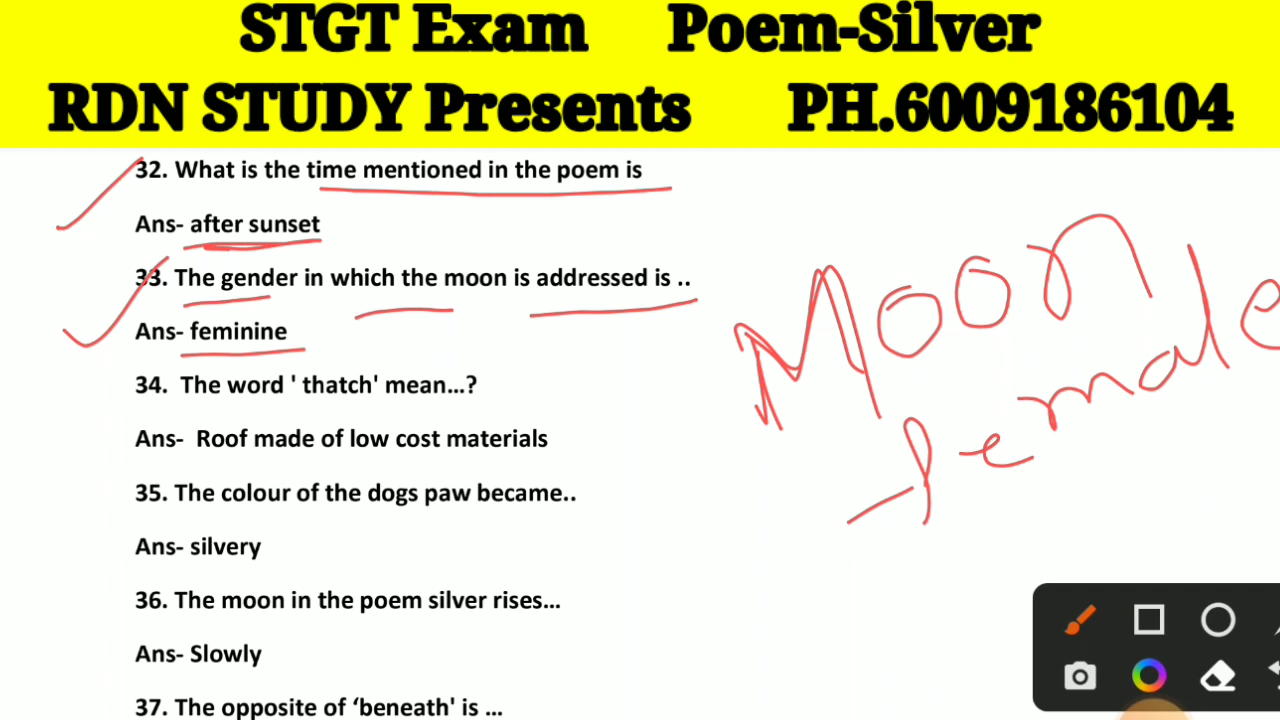 STGT Exam Poem-Silver
RDN STUDY Presents PH.6009186104
32. What is the time mentioned in the poem is
Ans- after sunset
33. The gender in which the moon is addressed is ..
Ans- feminine
34. The word ' thatch' mean...?
Ans- Roof made of low cost materials
35. The colour of the dogs paw became..
Ans- silvery
36. The moon in the poem silver rises...
Ans- Slowly
37. The opposite of ‘beneath' is ...
Moon
female